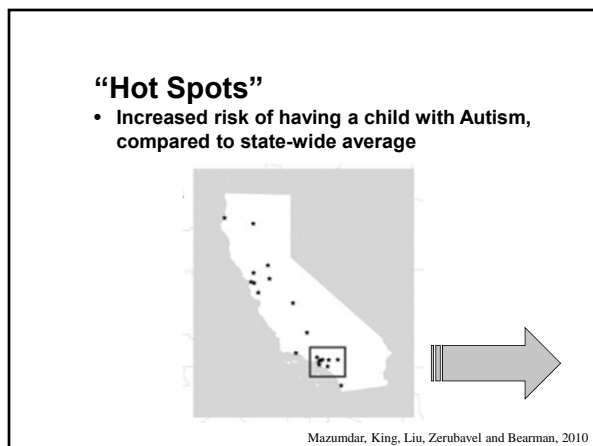 “Hot Spots”
• Increased risk of having a child with Autism,
compared to state-wide average
Mazumdar, King, Liu, Zerubavel and Bearman, 2010